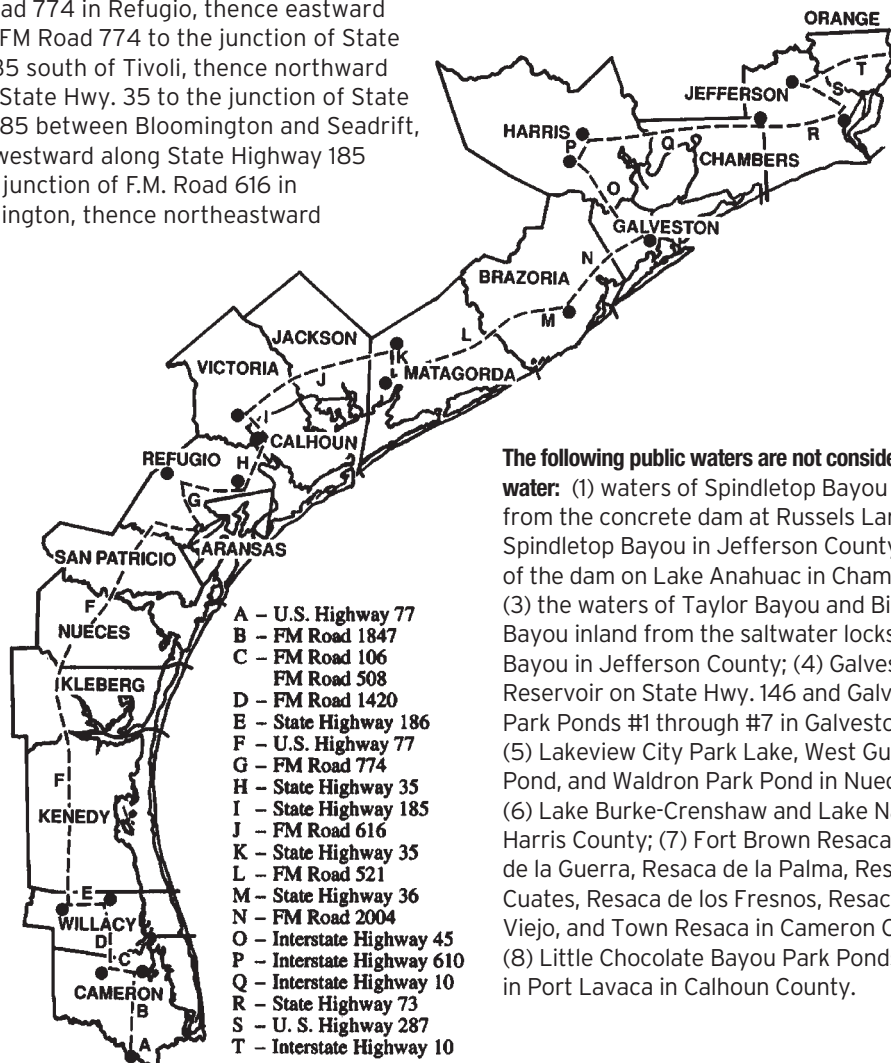 ad 774 in Refugio, thence eastward
FM Road 774 to the junction of State
35 south of Tivoli, thence northward
State Hwy. 35 to the junction of State
85 between Bloomington and Seadrift,
westward along State Highway 185
junction of F.M. Road 616 in
ington, thence northeastward
ORANGE
T
JEFFERSON
S
HARRIS
P
Q
R
CHAMBERS
O
GALVESTON
N
BRAZORIA
M
L
JACKSON
K
MATAGORDA
VICTORIA
J
I
CALHOUN
REFUGIO
H
G
SAN PATRICIO
ARANSAS
F
NUECES
KLEBERG
F
KENEDY
E
WILLACY
D
C
CAMERON
B
A
A – U.S. Highway 77
B – FM Road 1847
C – FM Road 106
FM Road 508
D – FM Road 1420
E – State Highway 186
F – U.S. Highway 77
G – FM Road 774
H – State Highway 35
I – State Highway 185
J – FM Road 616
K – State Highway 35
L – FM Road 521
M – State Highway 36
N – FM Road 2004
O – Interstate Highway 45
P – Interstate Highway 610
Q – Interstate Highway 10
R – State Highway 73
S – U. S. Highway 287
T – Interstate Highway 10
The following public waters are not conside
water: (1) waters of Spindletop Bayou
from the concrete dam at Russels Lan
Spindletop Bayou in Jefferson County
of the dam on Lake Anahuac in Cham
(3) the waters of Taylor Bayou and Bi
Bayou inland from the saltwater locks
Bayou in Jefferson County; (4) Galves
Reservoir on State Hwy. 146 and Galv
Park Ponds #1 through #7 in Galvesto
(5) Lakeview City Park Lake, West Gu
Pond, and Waldron Park Pond in Nuec
(6) Lake Burke-Crenshaw and Lake Na
Harris County; (7) Fort Brown Resaca
de la Guerra, Resaca de la Palma, Res
Cuates, Resaca de los Fresnos, Resac
Viejo, and Town Resaca in Cameron C
(8) Little Chocolate Bayou Park Pond
in Port Lavaca in Calhoun County.